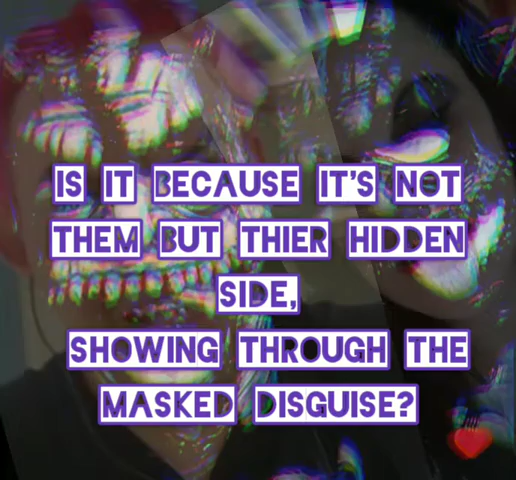 IS IT BECAUSE IT'S NOT
THEM BUT THIER HIDDEN
SIDE,
SHOWING THROUGH THE
MASKED DISGUISE?